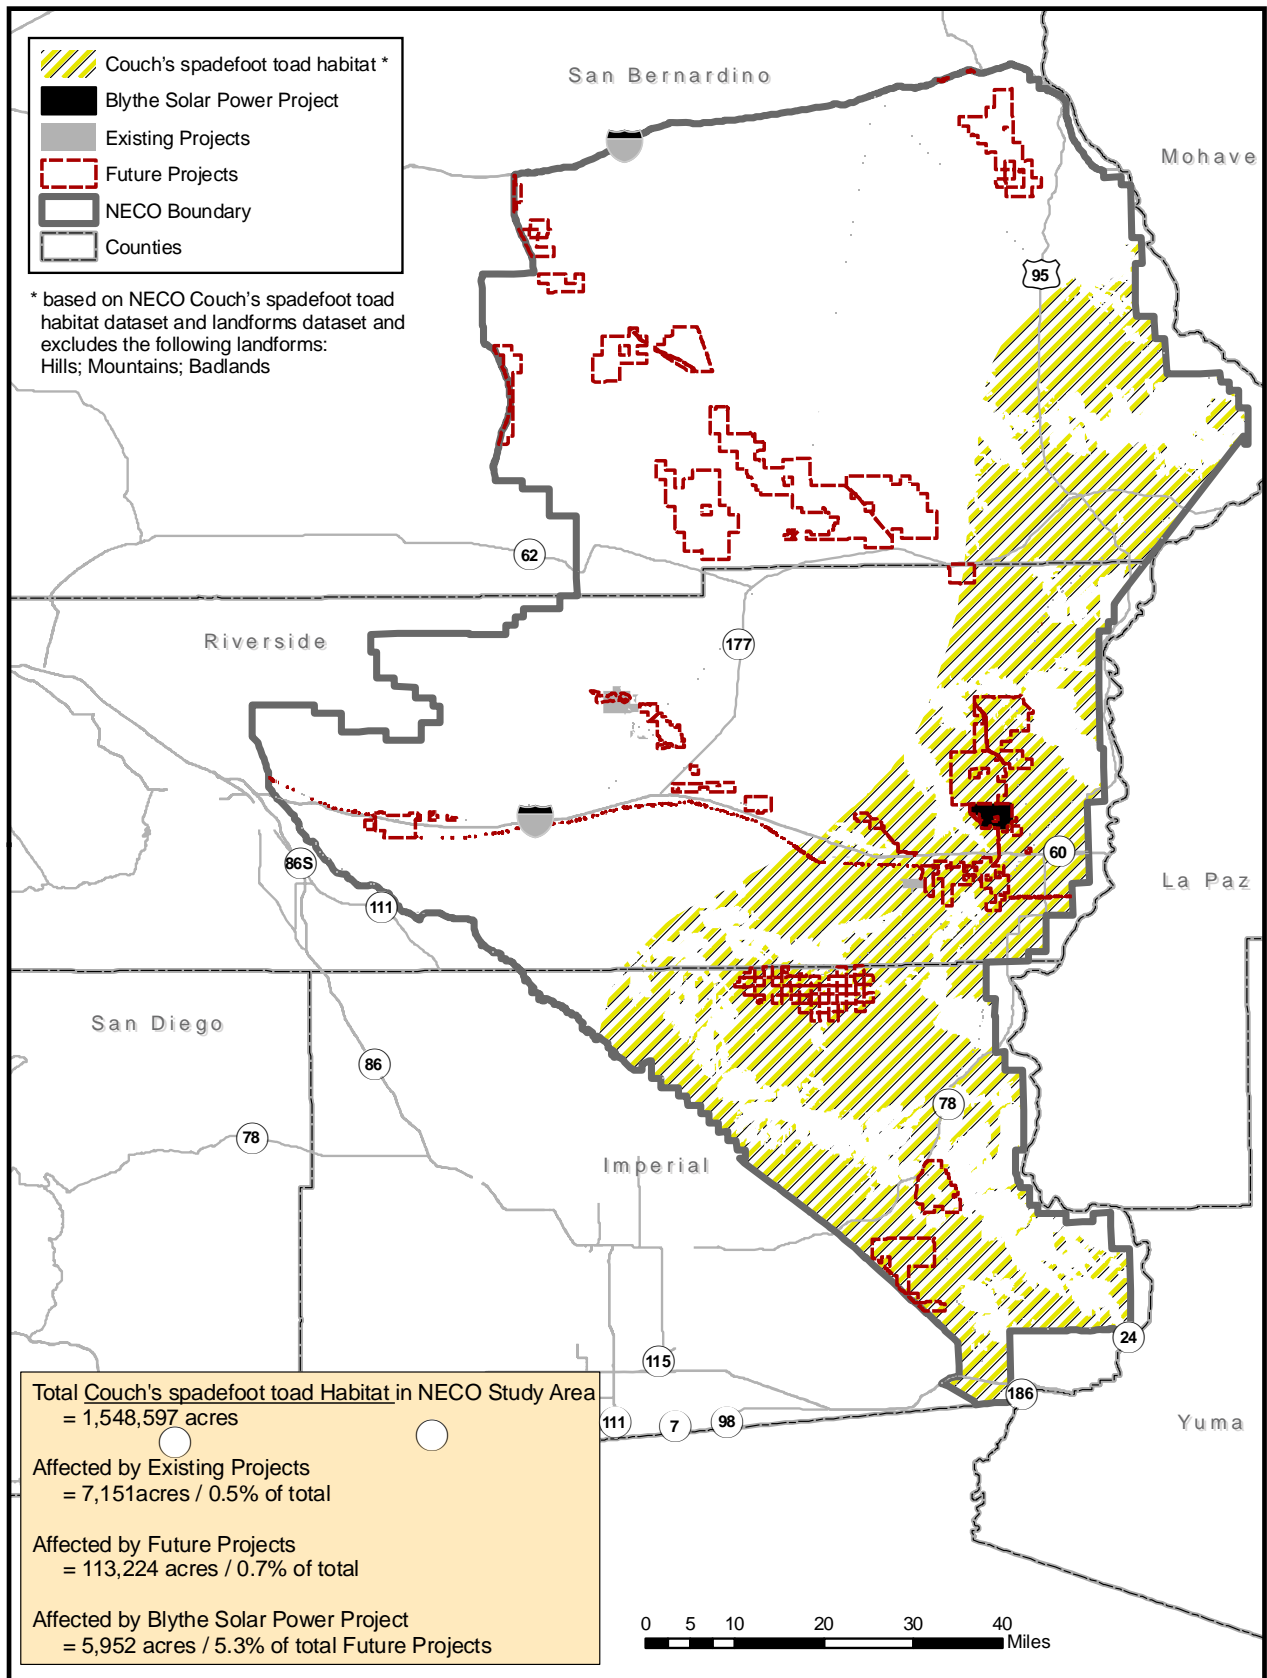 Couch's spadefoot toad habitat *
Blythe Solar Power Project
Existing Projects
Future Projects
NECO Boundary
Counties
* based on NECO Couch's spadefoot toad
habitat dataset and landforms dataset and
excludes the following landforms:
Hills; Mountains; Badlands
San Bernardino
Mohave
95
62
Riverside
177
60
86S
La Paz
111
San Diego
86
78
78
Imperial
24
115
186
111
7
98
Yuma
Total Couch's spadefoot toad Habitat in NECO Study Area
= 1,548,597 acres
Affected by Existing Projects
= 7,151acres / 0.5% of total
Affected by Future Projects
= 113,224 acres / 0.7% of total
Affected by Blythe Solar Power Project
= 5,952 acres / 5.3% of total Future Projects
0 5 10 20 30 40
Miles